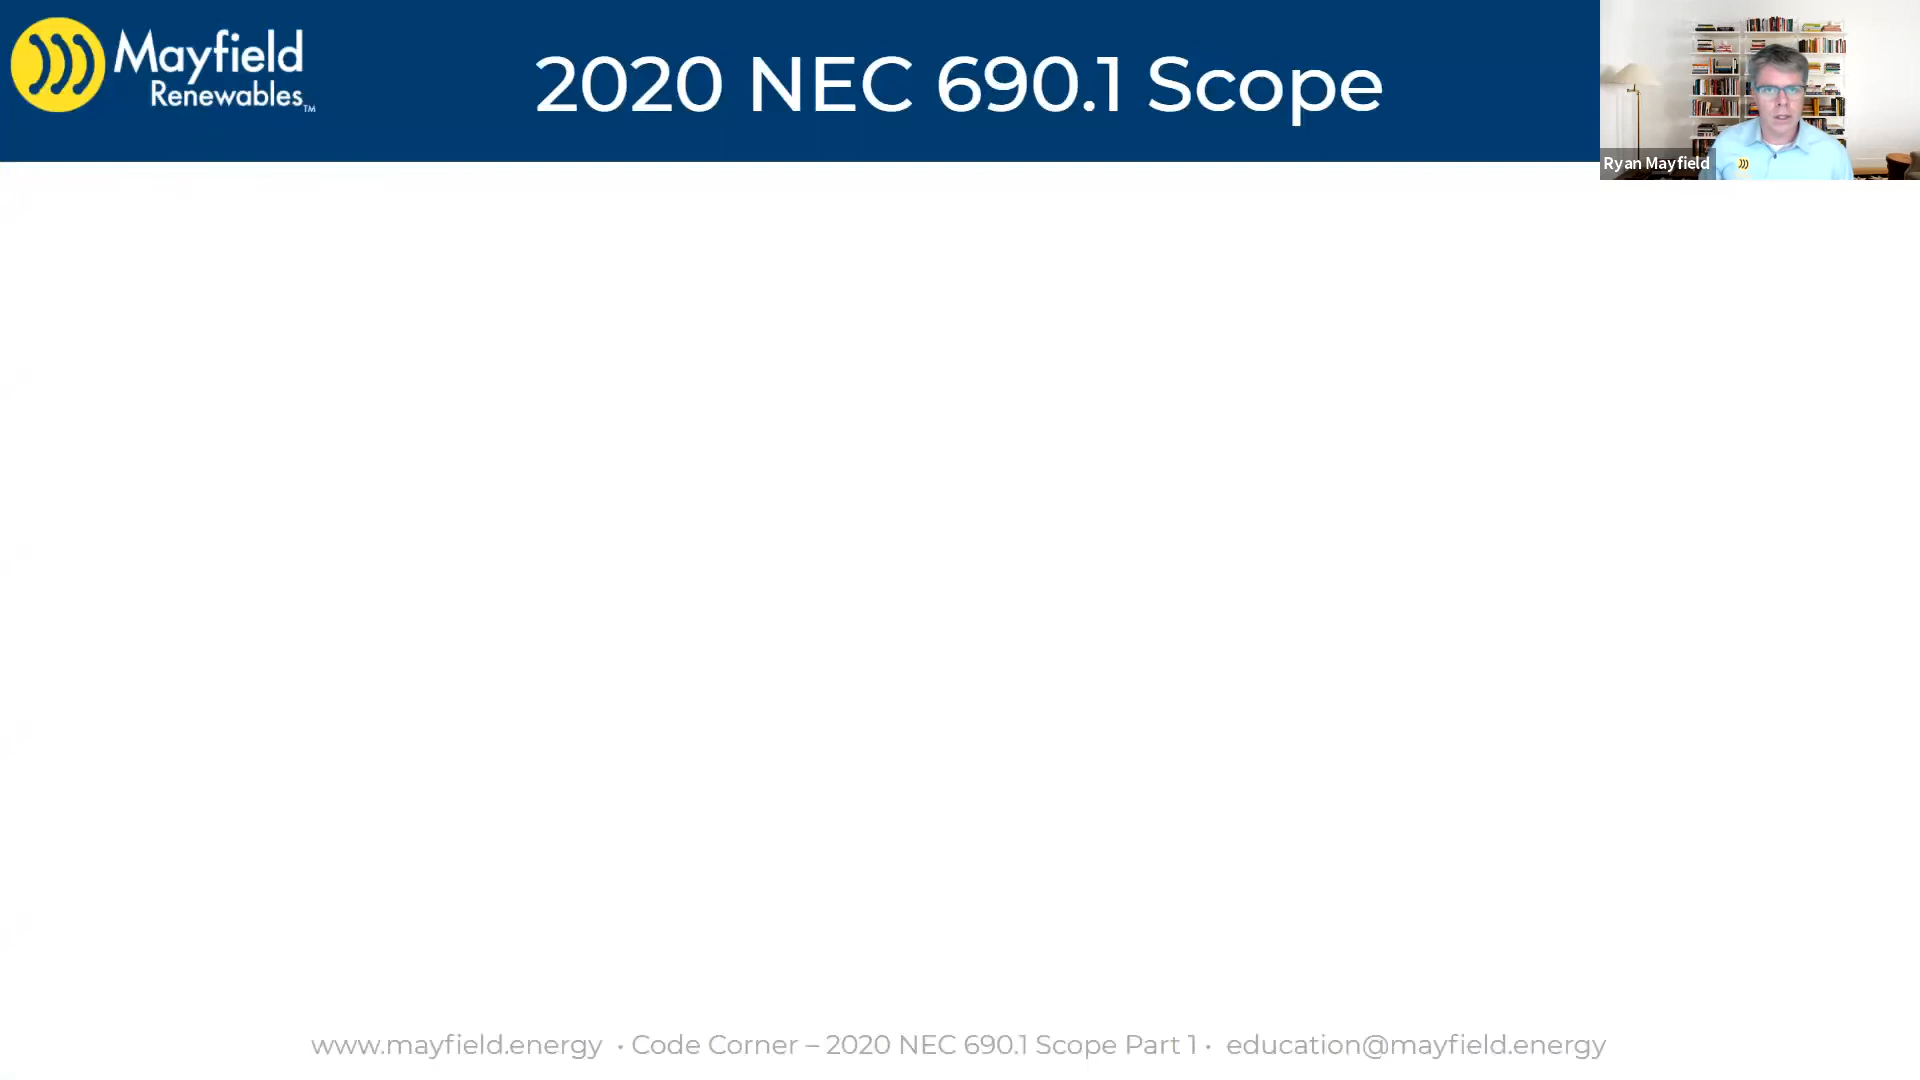 Mayfield
Renewables™
2020 NEC 690.1 Scope
Ryan Mayfield
www.mayfield.energy • Code Corner – 2020 NEC 690.1 Scope Part 1 • education@mayfield.energy